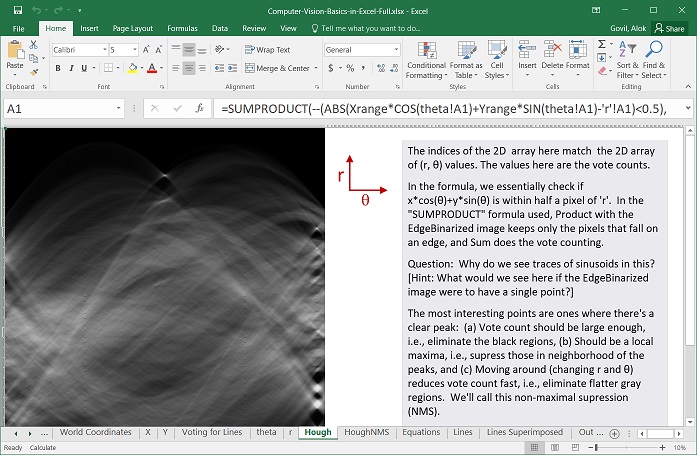 Computer-Vision-Basics-in-Excel-Full.xlsx - Excel
File Home Insert Page Layout Formulas Data Review View Tell me what you want to do... Govil, Alok Share
Calibri 5 A A Wrap Text General Σ
Paste B I U A Merge & Center $ % , Conditional Format as Cell Insert Delete Format Sort & Find &
Formatting Table Styles Filter Select
Clipboard Font Alignment Number Styles Cells Editing
A1 fx =SUMPRODUCT(--(ABS(Xrange*COS(theta!A1)+Yrange*SIN(theta!A1)-'r'!A1)<0.5),
r
θ
The indices of the 2D array here match the 2D array
of (r, θ) values. The values here are the vote counts.
In the formula, we essentially check if
x*cos(θ)+y*sin(θ) is within half a pixel of 'r'. In the
"SUMPRODUCT" formula used, Product with the
EdgeBinarized image keeps only the pixels that fall on
an edge, and Sum does the vote counting.
Question: Why do we see traces of sinusoids in this?
[Hint: What would we see here if the EdgeBinarized
image were to have a single point?]
The most interesting points are ones where there's a
clear peak: (a) Vote count should be large enough,
i.e., eliminate the black regions, (b) Should be a local
maxima, i.e., supress those in neighborhood of the
peaks, and (c) Moving around (changing r and θ)
reduces vote count fast, i.e., eliminate flatter gray
regions. We'll call this non-maximal supression
(NMS).
... World Coordinates X Y Voting for Lines theta r Hough HoughNMS Equations Lines Lines Superimposed Out ...
Ready Calculate 10%